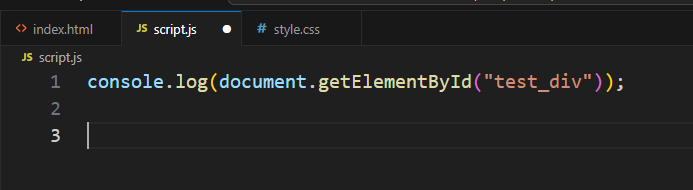 index.html JS script.js # style.css
JS script.js
1 console.log(document.getElementById("test_div"));
2
3